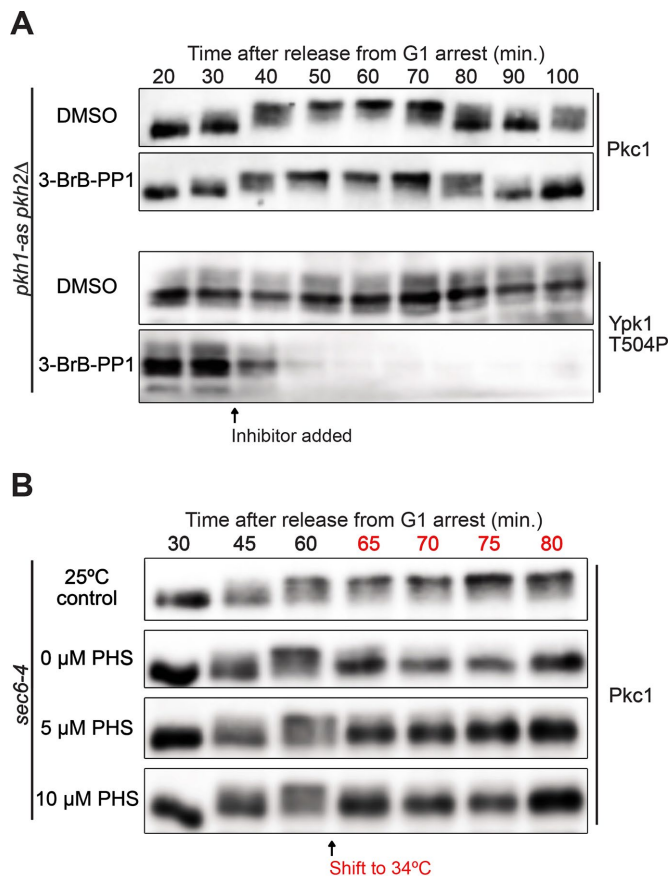 A
Time after release from G1 arrest (min.)
20 30 40 50 60 70 80 90 100
DMSO
Pkc1
3-BrB-PP1
pkh1-as pkh2Δ
DMSO
Ypk1
T504P
3-BrB-PP1
Inhibitor added
B
Time after release from G1 arrest (min.)
30 45 60 65 70 75 80
25ºC
control
0 µM PHS
sec6-4
Pkc1
5 µM PHS
10 µM PHS
Shift to 34ºC